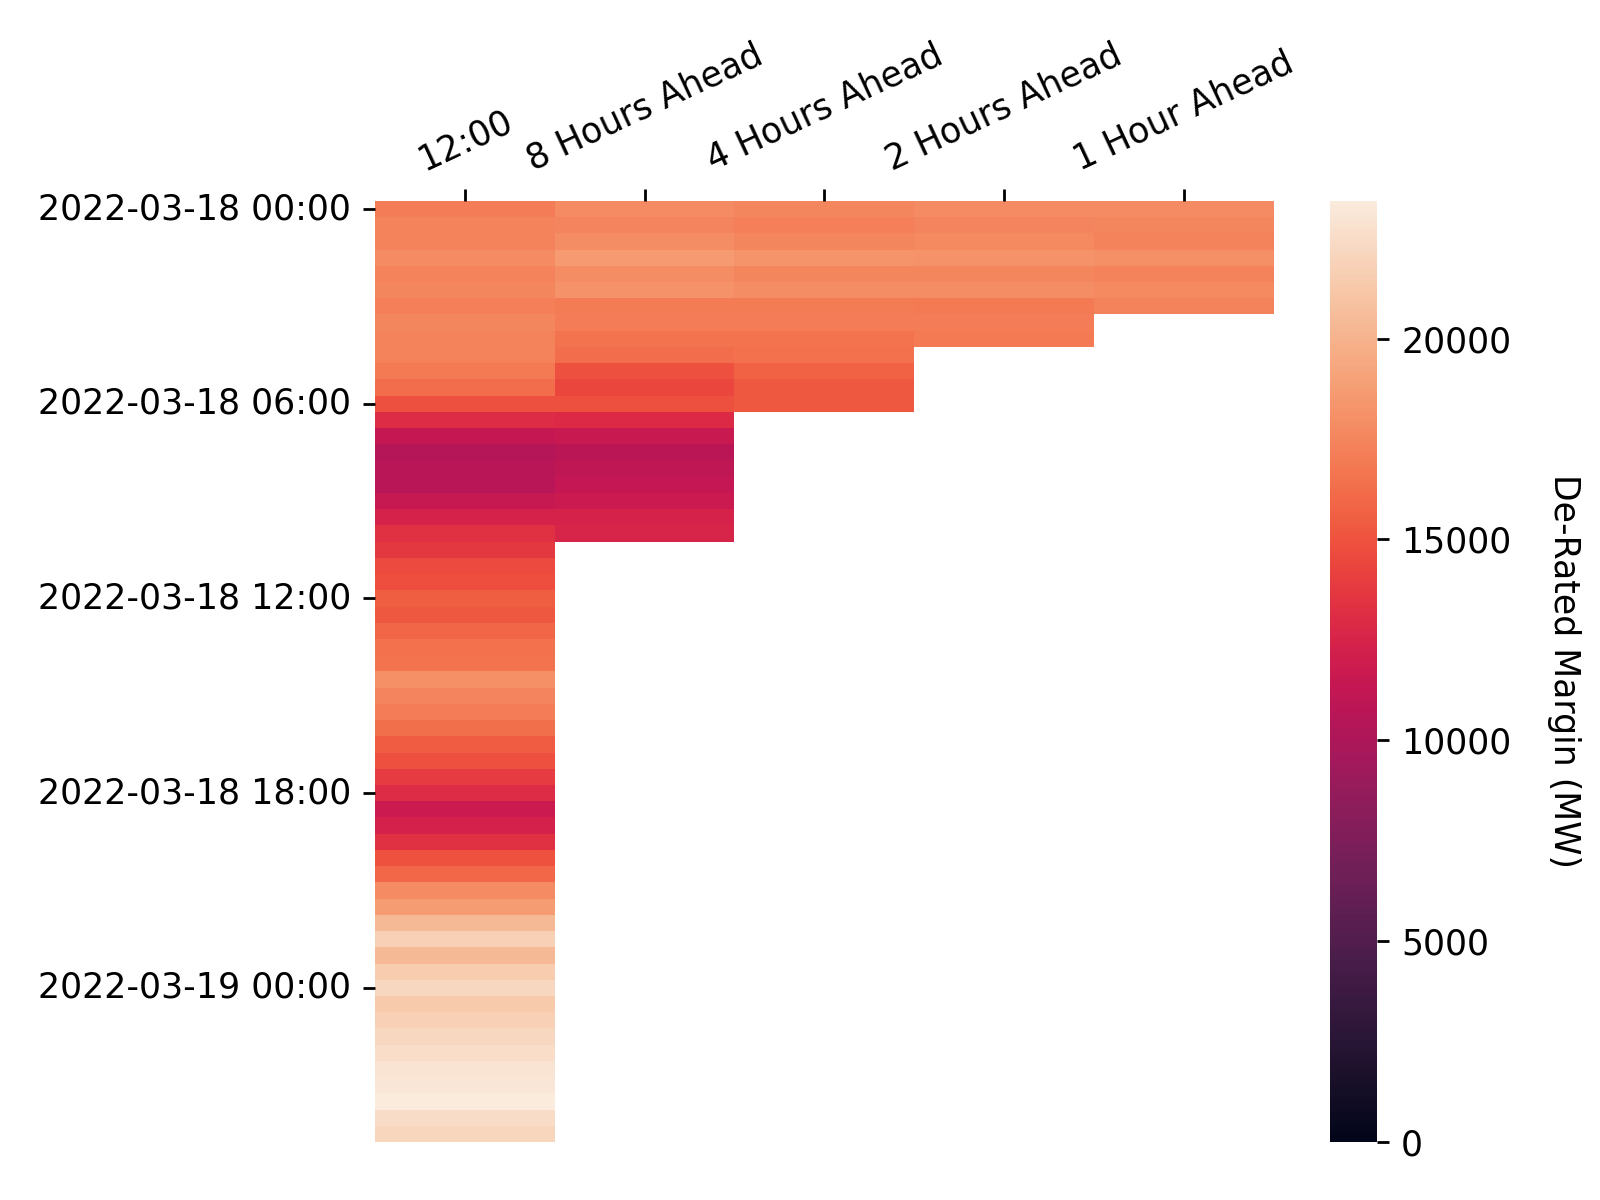 12:00
8 Hours Ahead
4 Hours Ahead
2 Hours Ahead
1 Hour Ahead
2022-03-18 00:00
2022-03-18 06:00
2022-03-18 12:00
2022-03-18 18:00
2022-03-19 00:00
20000
15000
10000
5000
0
De-Rated Margin (MW)